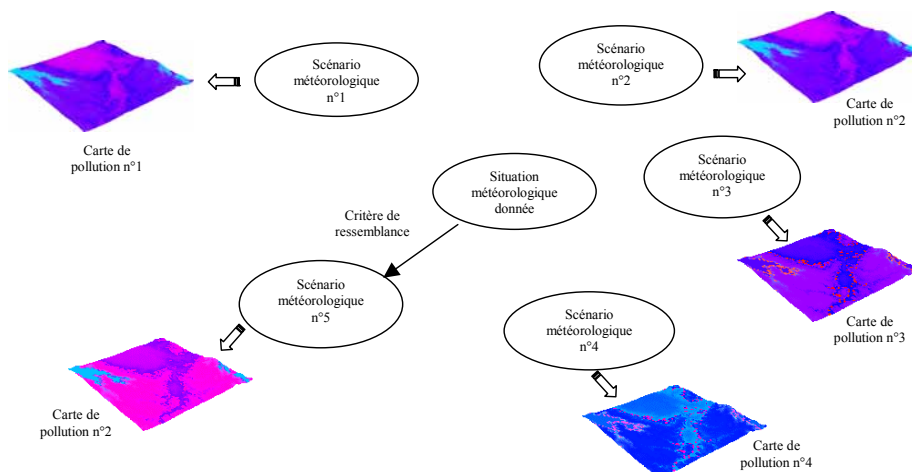 Scénario
météorologique
n°1
Carte de
pollution n°1
Scénario
météorologique
n°2
Carte de
pollution n°2
Situation
météorologique
donnée
Critère de
ressemblance
Scénario
météorologique
n°3
Carte de
pollution n°3
Scénario
météorologique
n°5
Carte de
pollution n°2
Scénario
météorologique
n°4
Carte de
pollution n°4